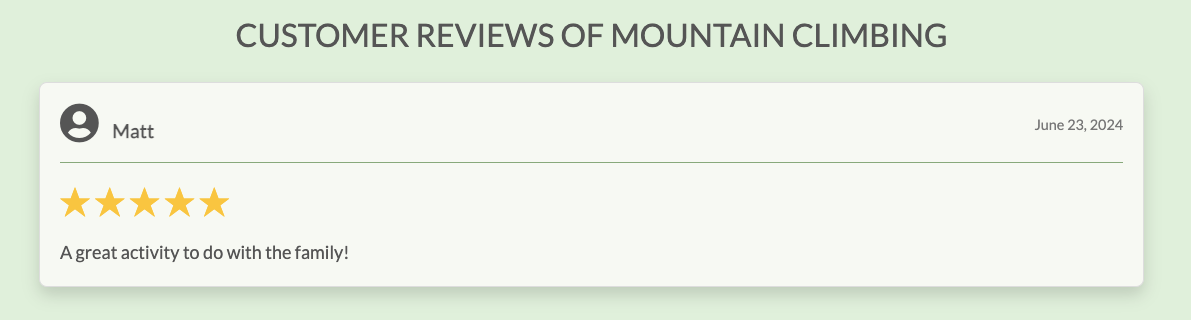 CUSTOMER REVIEWS OF MOUNTAIN CLIMBING
Matt
June 23, 2024
A great activity to do with the family!